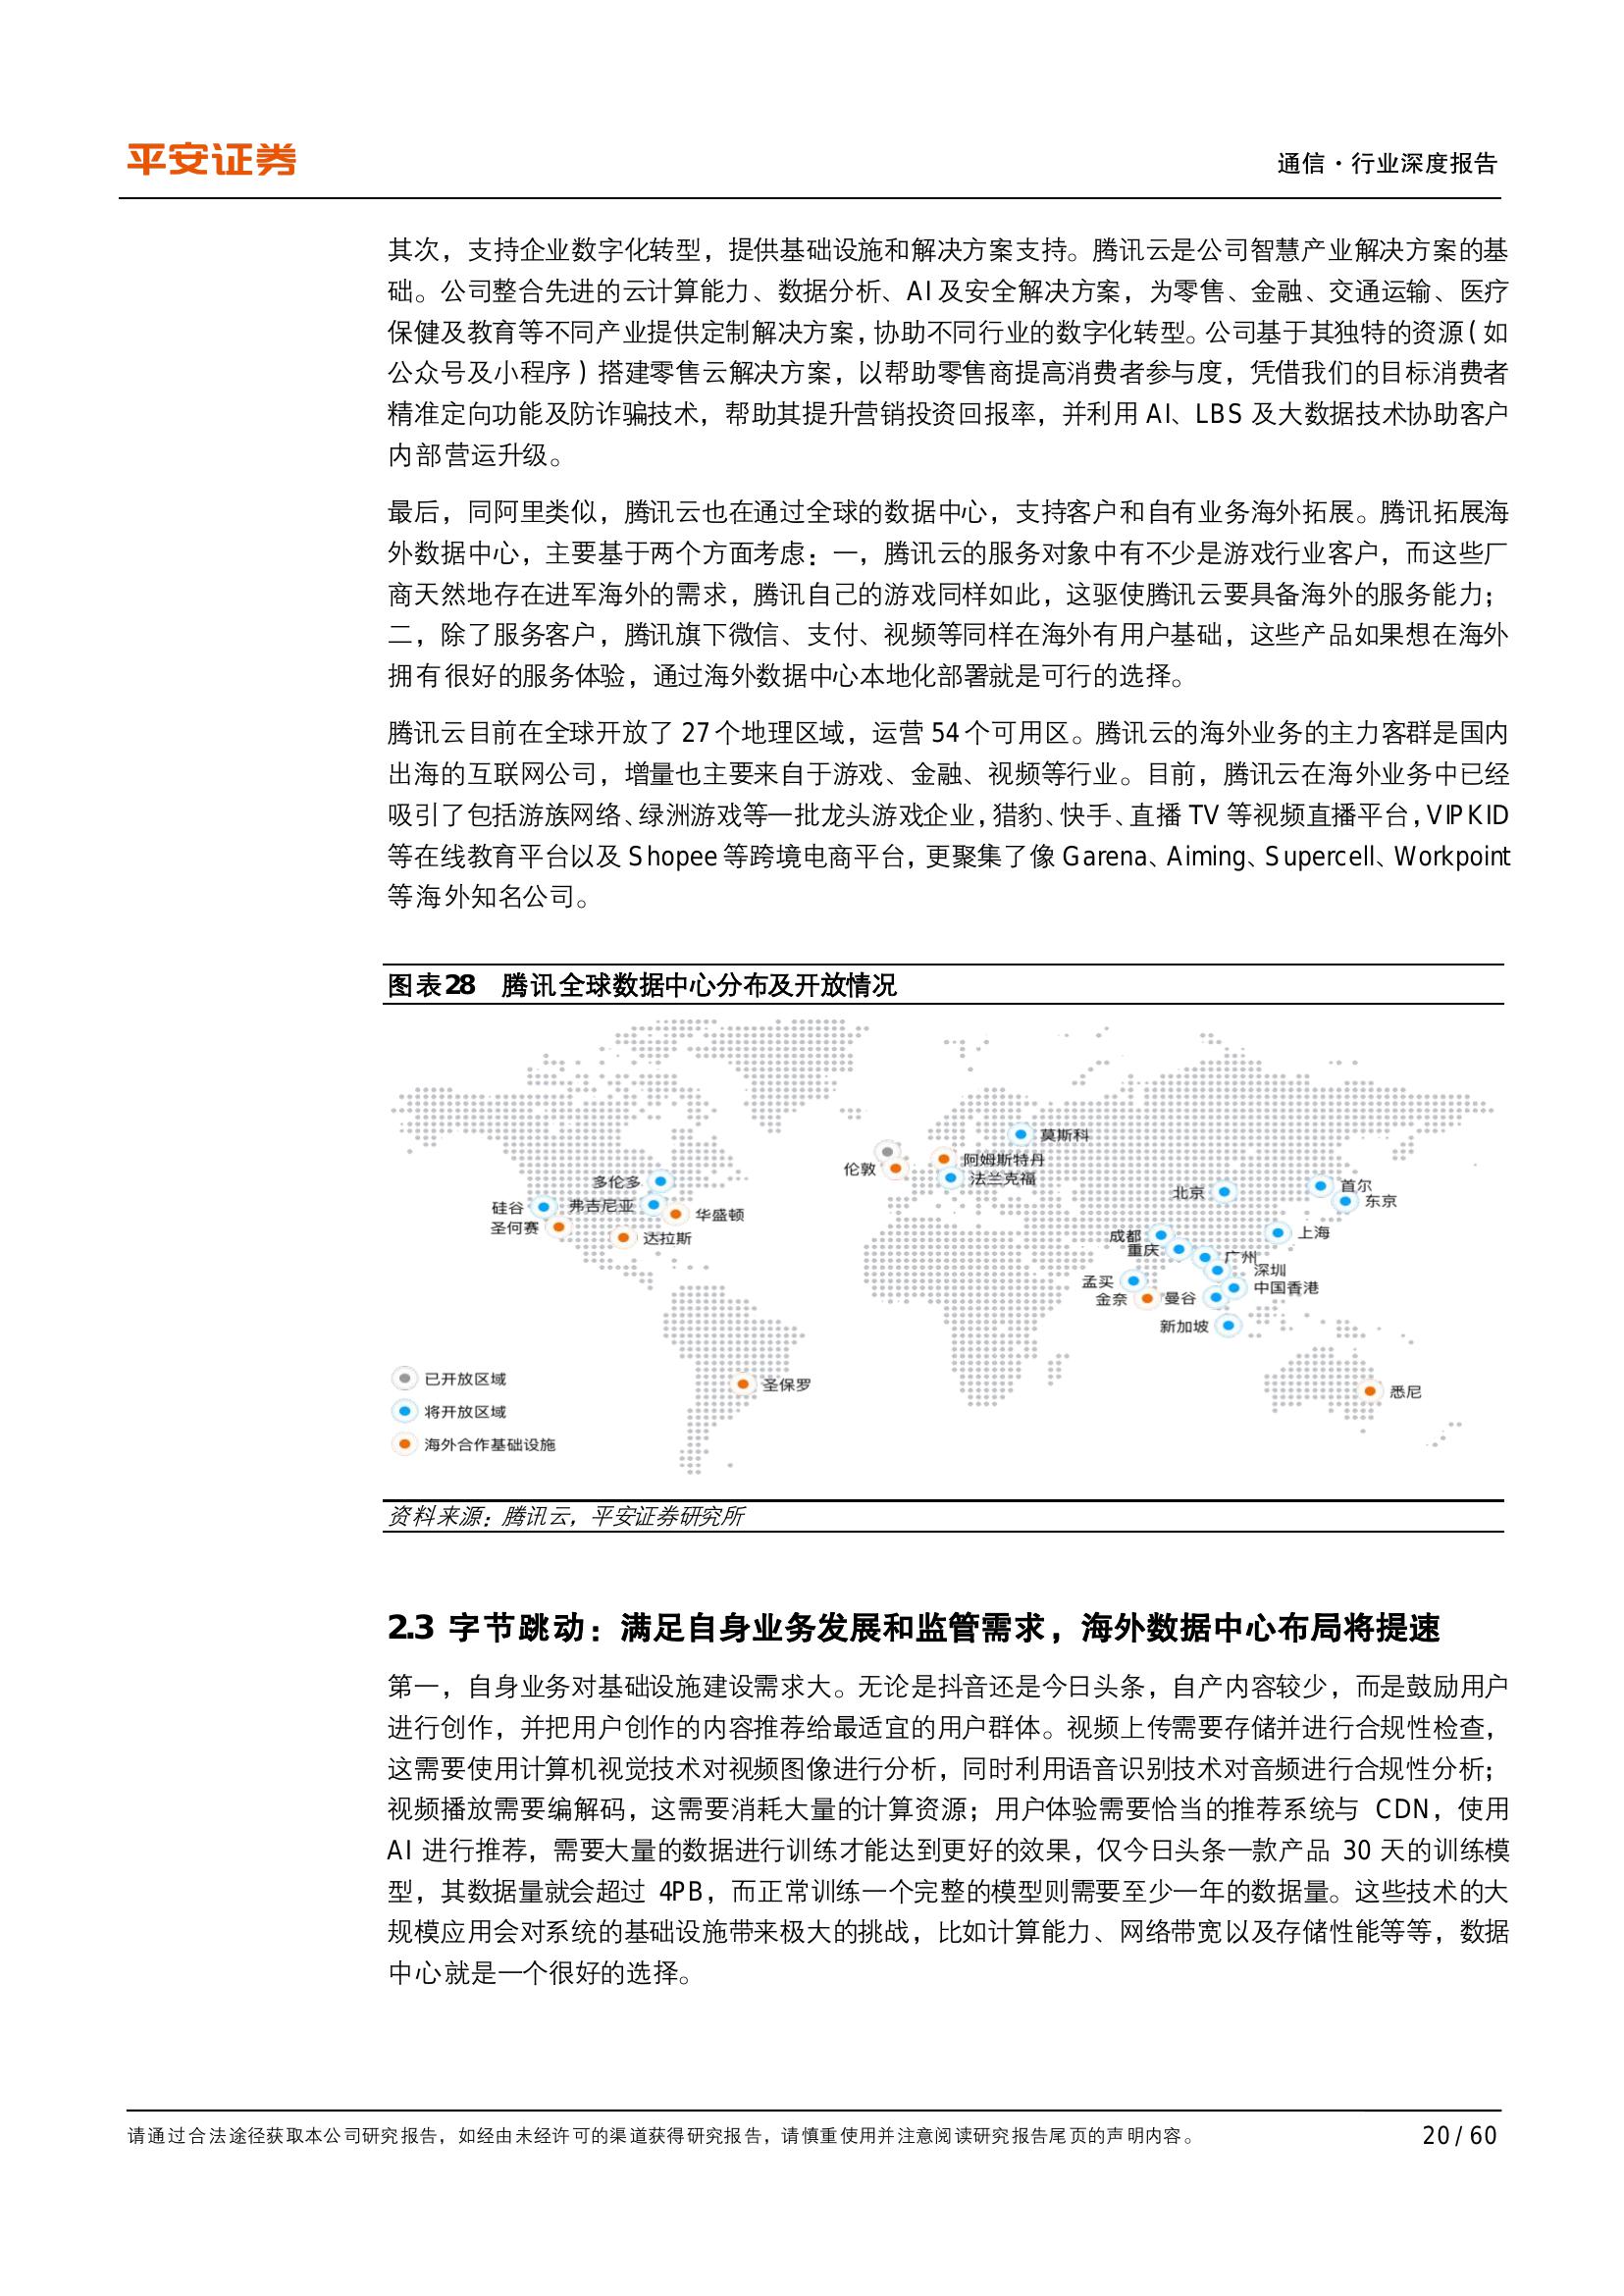 平安证券
通信·行业深度报告
其次，支持企业数字化转型，提供基础设施和解决方案支持。腾讯云是公司智慧产业解决方案的基
础。公司整合先进的云计算能力、数据分析、AI 及安全解决方案，为零售、金融、交通运输、医疗
保健及教育等不同产业提供定制解决方案，协助不同行业的数字化转型。公司基于其独特的资源（如
公众号及小程序）搭建零售云解决方案，以帮助零售商提高消费者参与度，凭借我们的目标消费者
精准定向功能及防诈骗技术，帮助其提升营销投资回报率，并利用 AI、LBS 及大数据技术协助客户
内部营运升级。
最后，同阿里类似，腾讯云也在通过全球的数据中心，支持客户和自有业务海外拓展。腾讯拓展海
外数据中心，主要基于两个方面考虑：一，腾讯云的服务对象中有不少是游戏行业客户，而这些厂
商天然地存在进军海外的需求，腾讯自己的游戏同样如此，这驱使腾讯云要具备海外的服务能力；
二，除了服务客户，腾讯旗下微信、支付、视频等同样在海外有用户基础，这些产品如果想在海外
拥有很好的服务体验，通过海外数据中心本地化部署就是可行的选择。
腾讯云目前在全球开放了 27 个地理区域，运营 54 个可用区。腾讯云的海外业务的主力客群是国内
出海的互联网公司，增量也主要来自于游戏、金融、视频等行业。目前，腾讯云在海外业务中已经
吸引了包括游族网络、绿洲游戏等一批龙头游戏企业，猎豹、快手、直播 TV 等视频直播平台，VIPKID
等在线教育平台以及 Shopee 等跨境电商平台，更聚集了像 Garena、Aiming、Supercell、Workpoint
等海外知名公司。
图表28 腾讯全球数据中心分布及开放情况
莫斯科
伦敦
阿姆斯特丹
法兰克福
多伦多
硅谷
弗吉尼亚
华盛顿
圣何赛
达拉斯
北京
首尔
东京
成都
上海
重庆
广州
深圳
孟买
中国香港
金奈
曼谷
新加坡
圣保罗
悉尼
已开放区域
将开放区域
海外合作基础设施
资料来源：腾讯云，平安证券研究所
2.3 字节跳动：满足自身业务发展和监管需求，海外数据中心布局将提速
第一，自身业务对基础设施建设需求大。无论是抖音还是今日头条，自产内容较少，而是鼓励用户
进行创作，并把用户创作的内容推荐给最适宜的用户群体。视频上传需要存储并进行合规性检查，
这需要使用计算机视觉技术对视频图像进行分析，同时利用语音识别技术对音频进行合规性分析；
视频播放需要编解码，这需要消耗大量的计算资源；用户体验需要恰当的推荐系统与 CDN，使用
AI 进行推荐，需要大量的数据进行训练才能达到更好的效果，仅今日头条一款产品 30 天的训练模
型，其数据量就会超过 4PB，而正常训练一个完整的模型则需要至少一年的数据量。这些技术的大
规模应用会对系统的基础设施带来极大的挑战，比如计算能力、网络带宽以及存储性能等等，数据
中心就是一个很好的选择。
请通过合法途径获取本公司研究报告，如经由未经许可的渠道获得研究报告，请慎重使用并注意阅读研究报告尾页的声明内容。
20 / 60